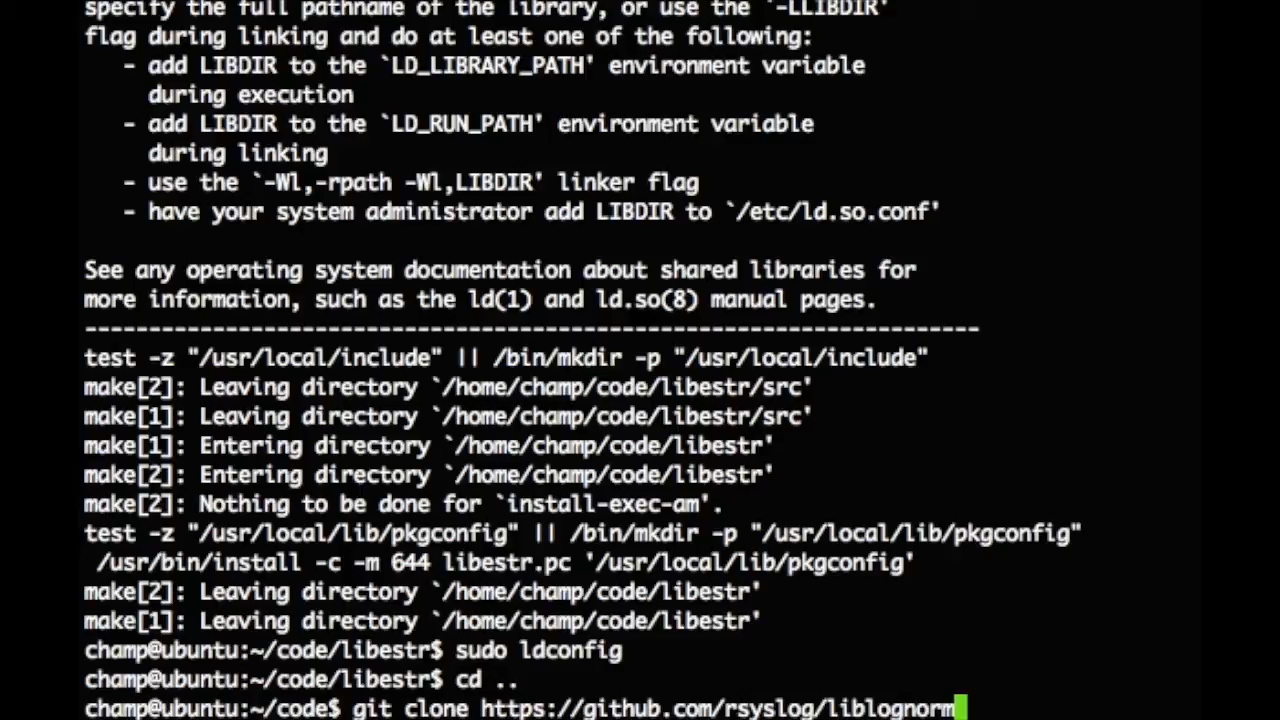 specify the full pathname of the library, or use the `-LLIBDIR'
flag during linking and do at least one of the following:
   - add LIBDIR to the `LD_LIBRARY_PATH' environment variable
     during execution
   - add LIBDIR to the `LD_RUN_PATH' environment variable
     during linking
   - use the `-Wl,-rpath -Wl,LIBDIR' linker flag
   - have your system administrator add LIBDIR to `/etc/ld.so.conf'

See any operating system documentation about shared libraries for
more information, such as the ld(1) and ld.so(8) manual pages.
----------------------------------------------------------------------
test -z "/usr/local/include" || /bin/mkdir -p "/usr/local/include"
make[2]: Leaving directory `/home/champ/code/libestr/src'
make[1]: Leaving directory `/home/champ/code/libestr/src'
make[1]: Entering directory `/home/champ/code/libestr'
make[2]: Entering directory `/home/champ/code/libestr'
make[2]: Nothing to be done for `install-exec-am'.
test -z "/usr/local/lib/pkgconfig" || /bin/mkdir -p "/usr/local/lib/pkgconfig"
 /usr/bin/install -c -m 644 libestr.pc '/usr/local/lib/pkgconfig'
make[2]: Leaving directory `/home/champ/code/libestr'
make[1]: Leaving directory `/home/champ/code/libestr'
champ@ubuntu:~/code/libestr$ sudo ldconfig
champ@ubuntu:~/code/libestr$ cd ..
champ@ubuntu:~/code$ git clone https://github.com/rsyslog/liblognorm